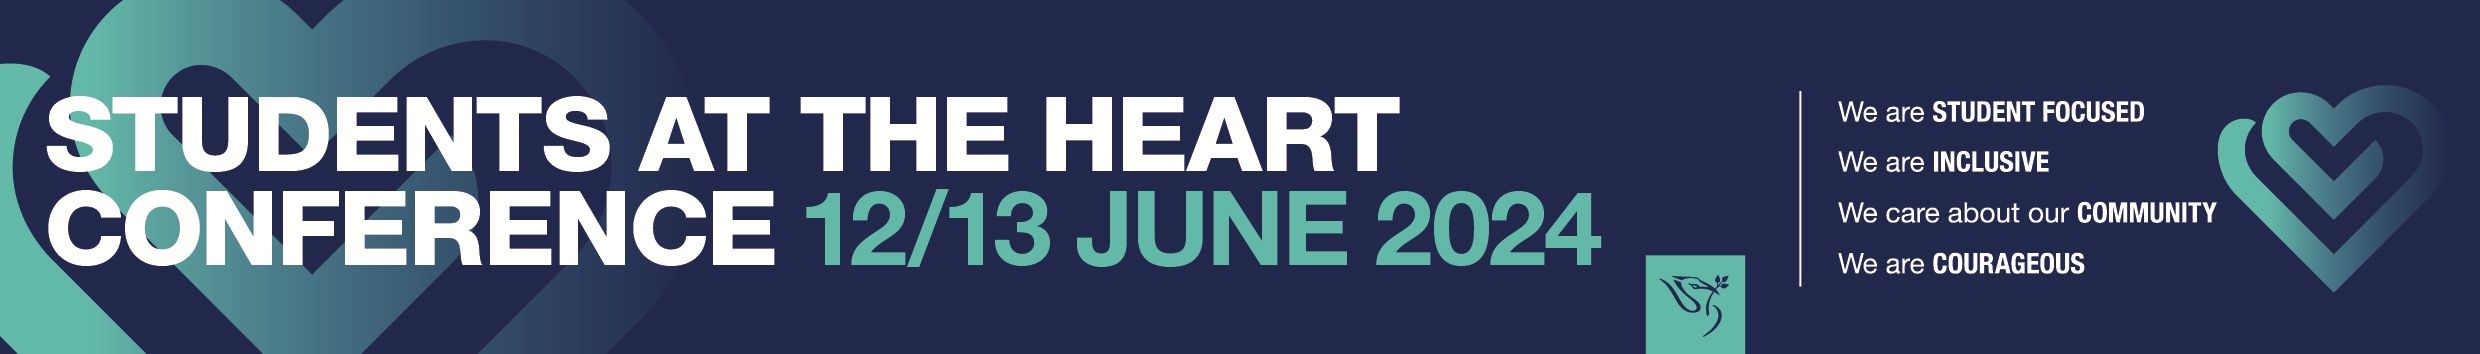 STUDENTS AT THE HEART
CONFERENCE 12/13 JUNE 2024
We are STUDENT FOCUSED
We are INCLUSIVE
We care about our COMMUNITY
We are COURAGEOUS